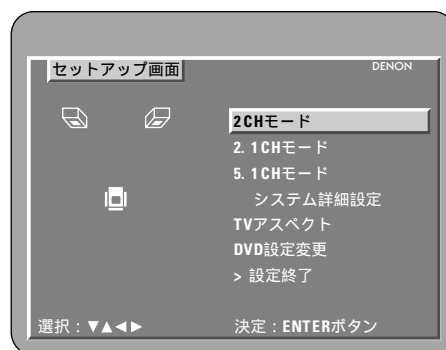 セットアップ画面
DENON
2CHモード
2. 1CHモード
5. 1CHモード
システム詳細設定
TVアスペクト
DVD設定変更
> 設定終了
選択：▼▲◀▶
決定：ENTERボタン